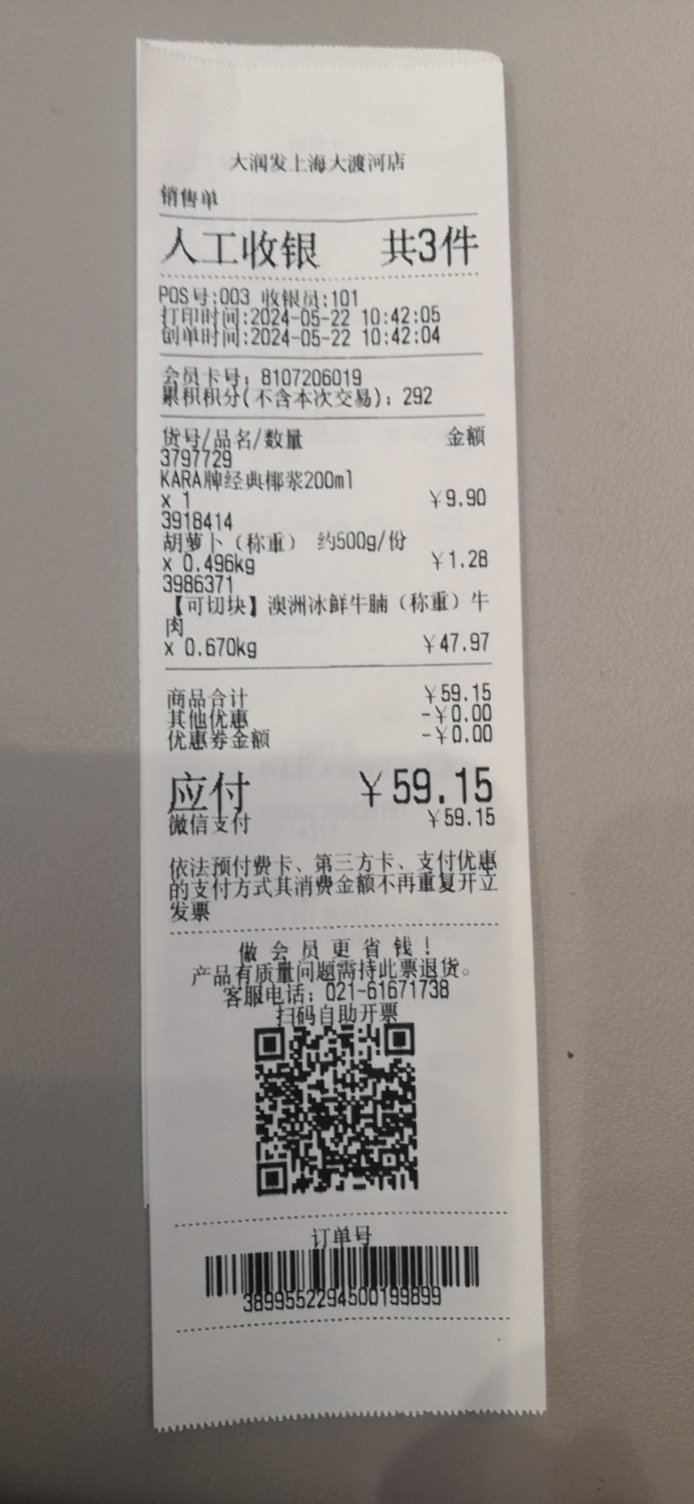 大润发上海大渡河店
销售单
人工收银 共3件
POS号:003 收银员:101
打印时间:2024-05-22 10:42:05
创单时间:2024-05-22 10:42:04
会员卡号: 8107206019
累积积分(不含本次交易): 292
货号/品名/数量 金额
3797729
KARA牌经典椰浆200ml
x 1 ￥9.90
3918414
胡萝卜（称重） 约500g/份
x 0.496kg ￥1.28
3986371
【可切块】澳洲冰鲜牛腩（称重）牛
肉
x 0.670kg ￥47.97
商品合计 ￥59.15
其他优惠 -￥0.00
优惠券金额 -￥0.00
应付 ￥59.15
微信支付 ￥59.15
依法预付费卡、第三方卡、支付优惠
的支付方式其消费金额不再重复开立
发票
做 会 员 更 省 钱！
产品有质量问题需持此票退货。
客服电话: 021-61671738
扫码自助开票
订单号
3899552294500199899